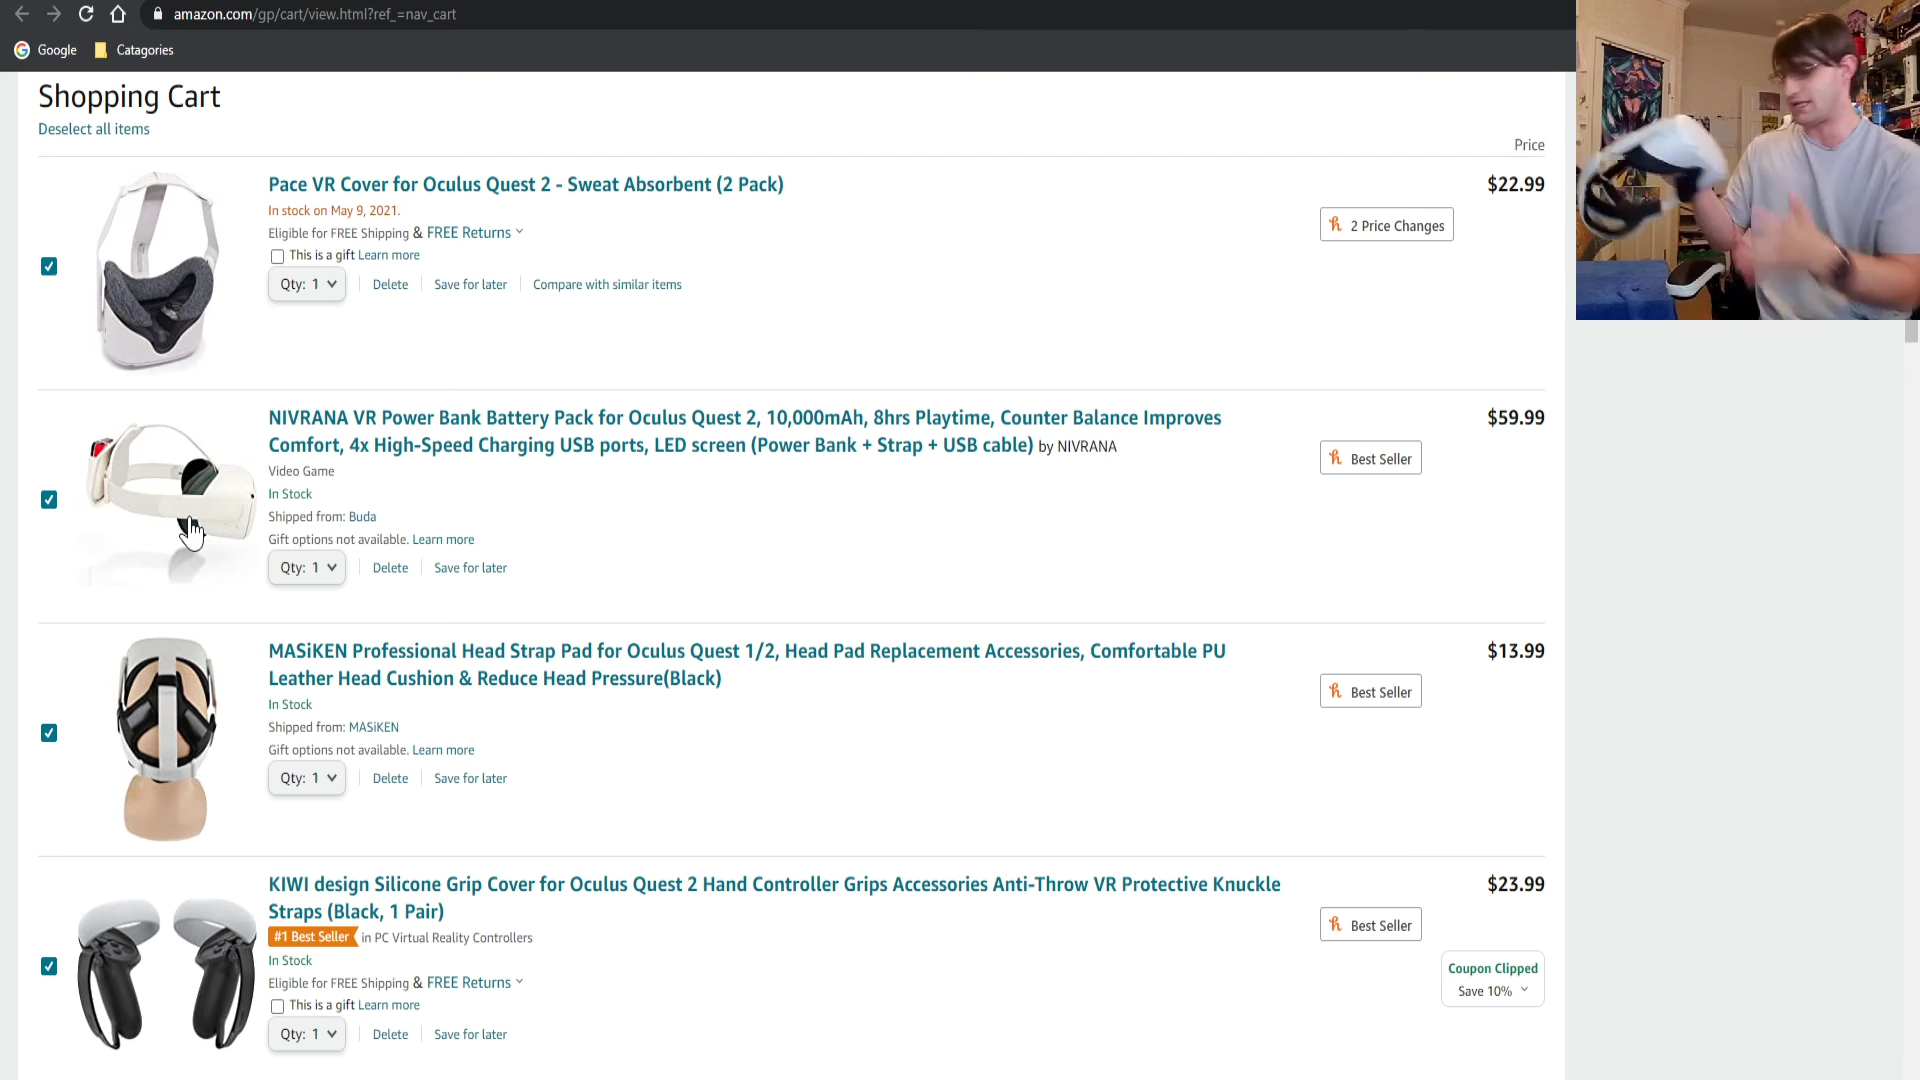 amazon.com/gp/cart/view.html?ref_=nav_cart
Google
Catagories
Shopping Cart
Deselect all items
Price
Pace VR Cover for Oculus Quest 2 - Sweat Absorbent (2 Pack)
$22.99
In stock on May 9, 2021.
2 Price Changes
Eligible for FREE Shipping & FREE Returns
This is a gift Learn more
Qty: 1
Delete
Save for later
Compare with similar items
NIVRANA VR Power Bank Battery Pack for Oculus Quest 2, 10,000mAh, 8hrs Playtime, Counter Balance Improves
Comfort, 4x High-Speed Charging USB ports, LED screen (Power Bank + Strap + USB cable) by NIVRANA
$59.99
Best Seller
Video Game
In Stock
Shipped from: Buda
Gift options not available. Learn more
Qty: 1
Delete
Save for later
MASiKEN Professional Head Strap Pad for Oculus Quest 1/2, Head Pad Replacement Accessories, Comfortable PU
Leather Head Cushion & Reduce Head Pressure(Black)
$13.99
Best Seller
In Stock
Shipped from: MASiKEN
Gift options not available. Learn more
Qty: 1
Delete
Save for later
KIWI design Silicone Grip Cover for Oculus Quest 2 Hand Controller Grips Accessories Anti-Throw VR Protective Knuckle
Straps (Black, 1 Pair)
$23.99
Best Seller
#1 Best Seller in PC Virtual Reality Controllers
In Stock
Coupon Clipped
Save 10%
Eligible for FREE Shipping & FREE Returns
This is a gift Learn more
Qty: 1
Delete
Save for later